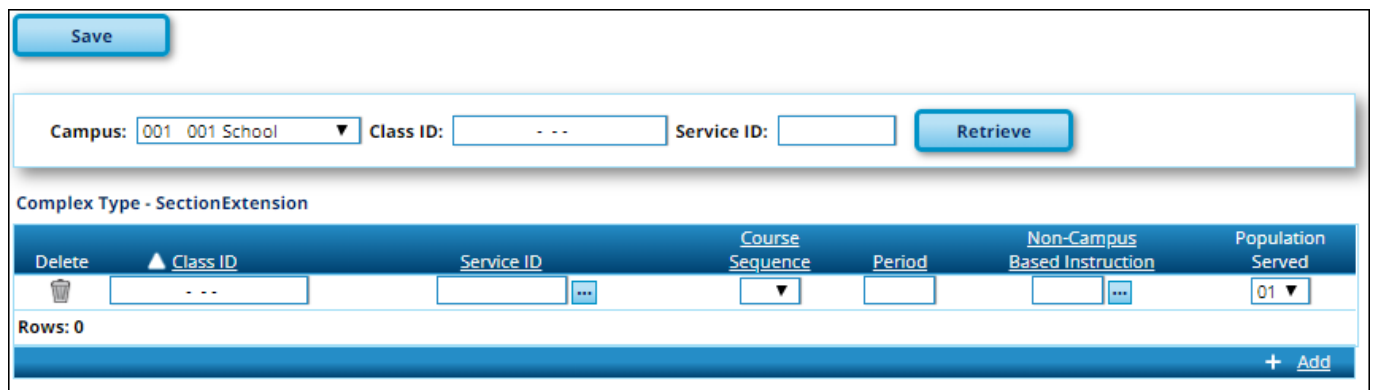 Save
Campus: 001 001 School ▼ Class ID: - - - Service ID: Retrieve
Complex Type - SectionExtension
Course Non-Campus Population
Delete Class ID Service ID Sequence Period Based Instruction Served
- - - ... ▼ ... 01 ▼
Rows: 0
+ Add